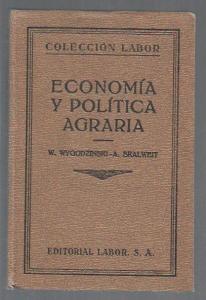 COLECCIÓN LABOR
ECONOMÍA
Y POLÍTICA
AGRARIA
W. WYGODZINSKI-A. SKALWEIT
EDITORIAL LABOR, S. A.